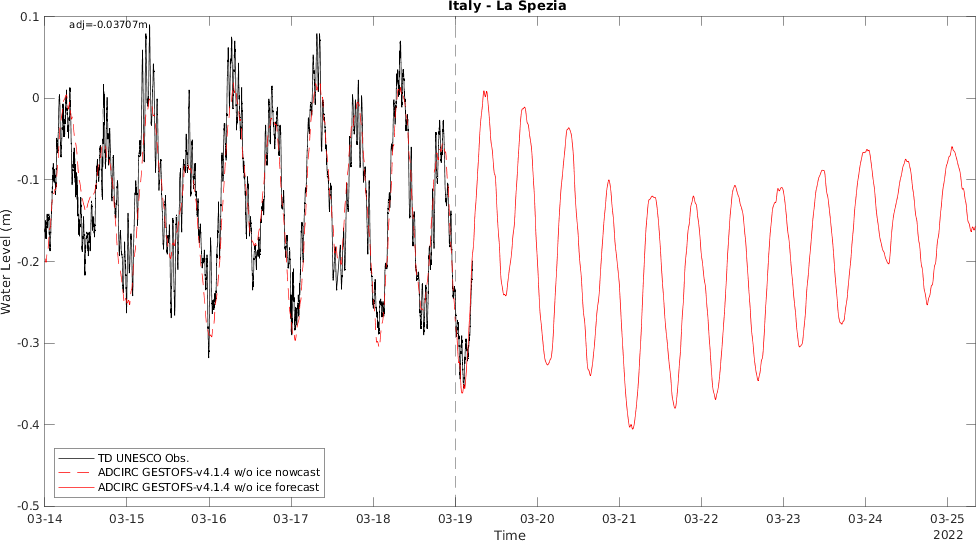 Italy - La Spezia
adj=-0.03707m
0.1
0
-0.1
-0.2
-0.3
-0.4
-0.5
Water Level (m)
TD UNESCO Obs.
ADCIRC GESTOFS-v4.1.4 w/o ice nowcast
ADCIRC GESTOFS-v4.1.4 w/o ice forecast
03-14 03-15 03-16 03-17 03-18 03-19 03-20 03-21 03-22 03-23 03-24 03-25
Time
2022